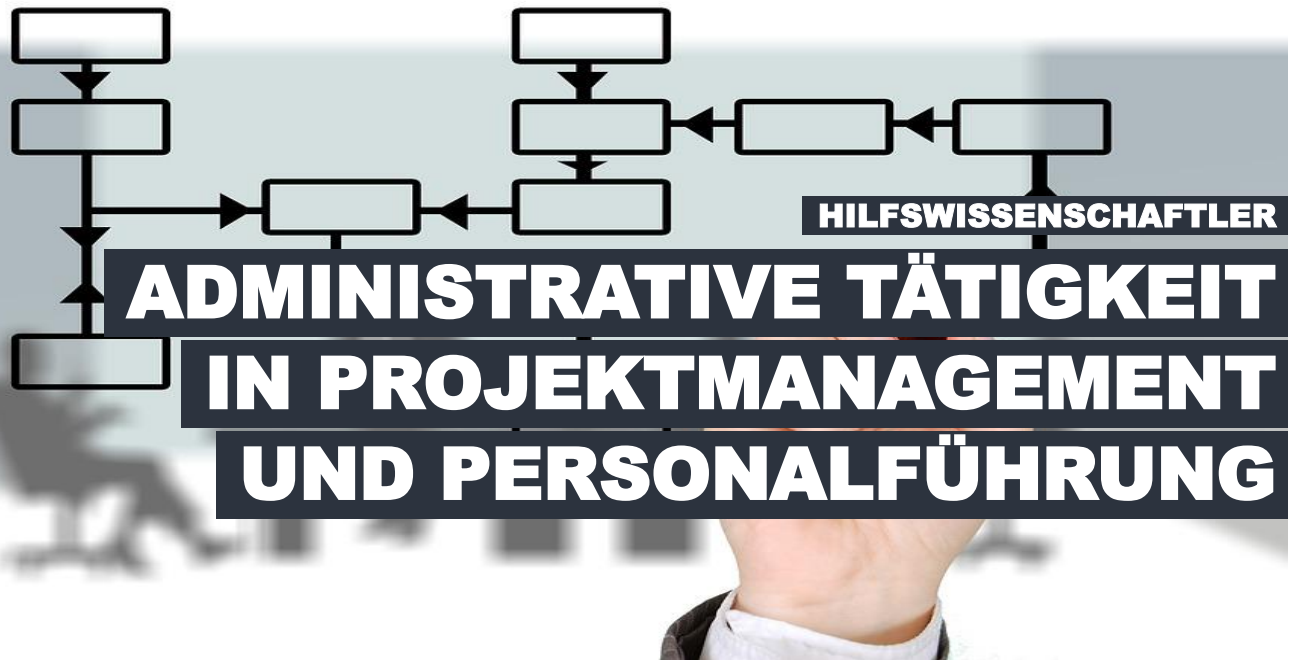 HILFSWISSENSCHAFTLER
ADMINISTRATIVE TÄTIGKEIT
IN PROJEKTMANAGEMENT
UND PERSONALFÜHRUNG